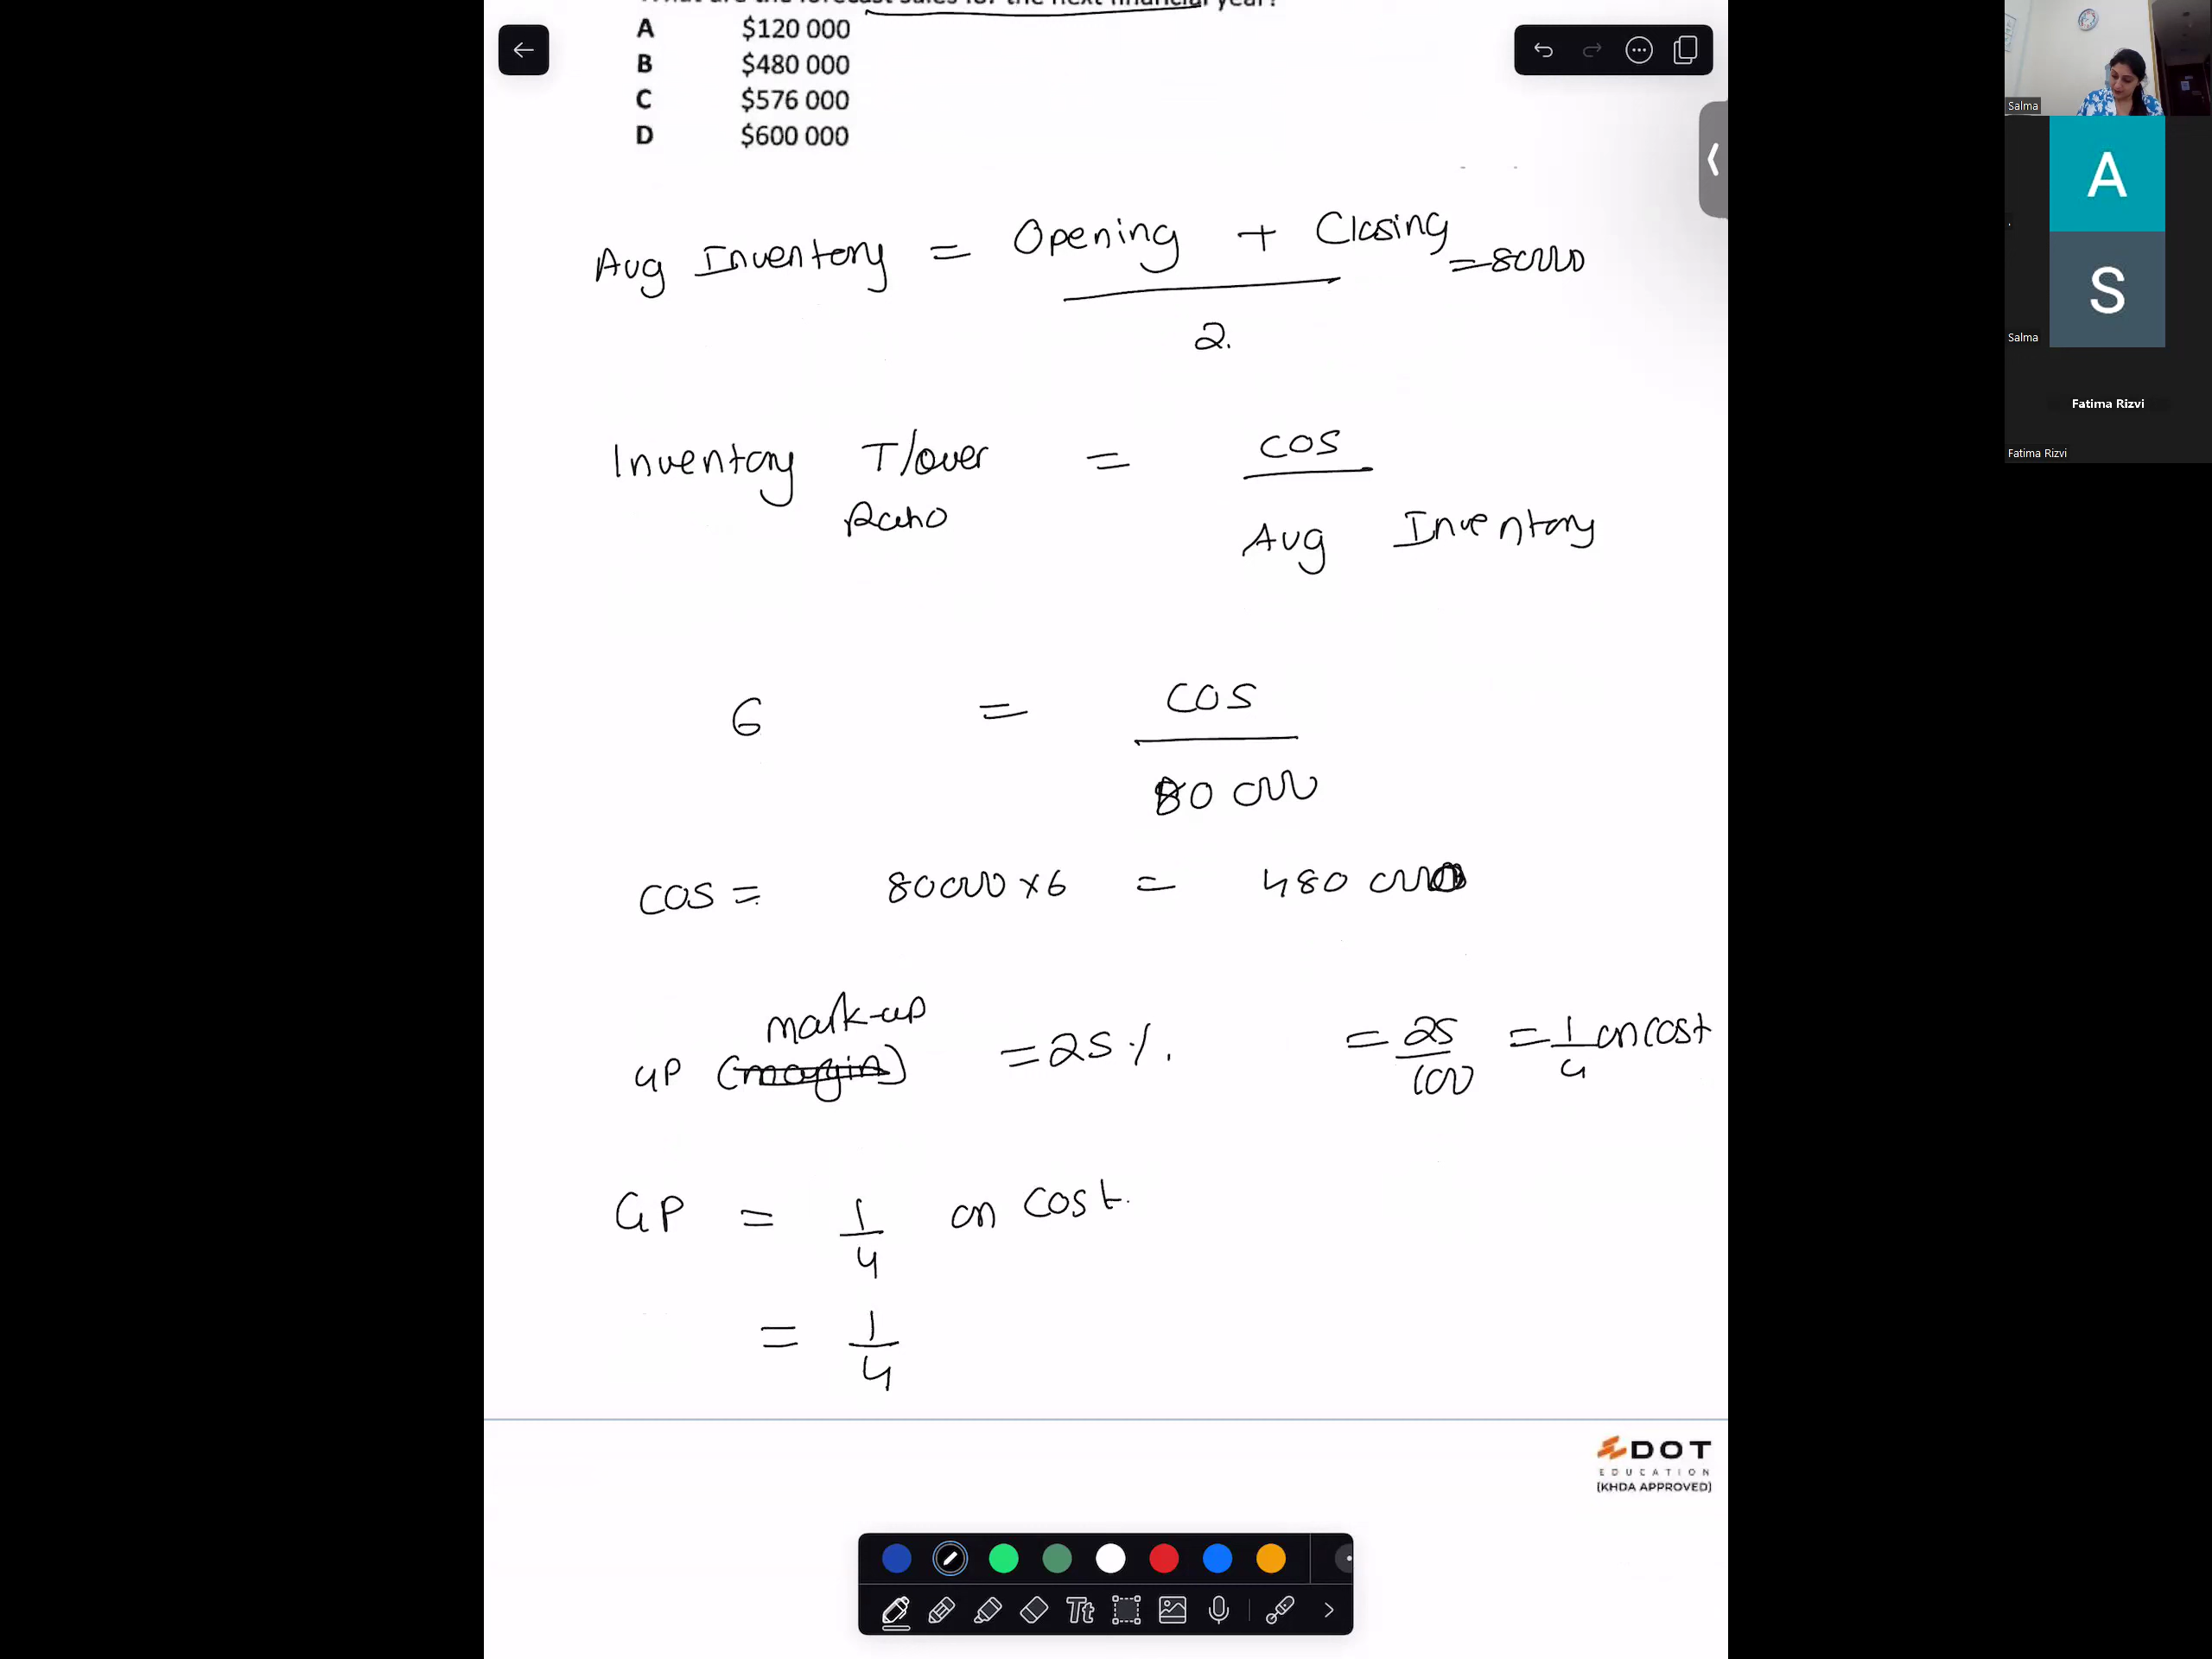 A $120 000
B $480 000
C $576 000
D $600 000
Salma
A
S
Salma
Fatima Rizvi
Fatima Rizvi
Avg Inventory = Opening + Closing = 80000
2.
Inventory T/over = COS
Ratio Avg Inventory
6 = COS
80 000
COS = 80000 x 6 = 480 000
mark-up
GP (margin) = 25 %. = 25 = 1 on cost
100 4
GP = 1 on cost.
4
= 1
4
DOT
EDUCATION
(KHDA APPROVED)
Tt